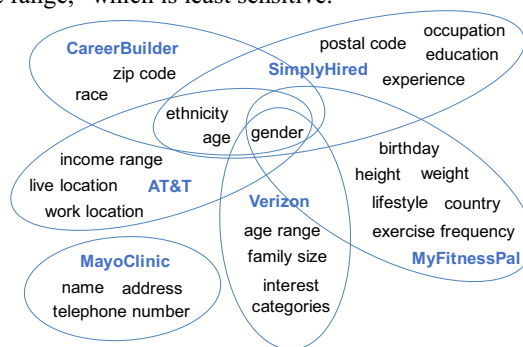 e range," which is least sensitive.
CareerBuilder
zip code
race
SimplyHired
postal code
occupation
education
experience
ethnicity
age
gender
income range
live location
AT&T
work location
Verizon
age range
family size
interest
categories
birthday
height
weight
lifestyle
country
exercise frequency
MyFitnessPal
MayoClinic
name
address
telephone number